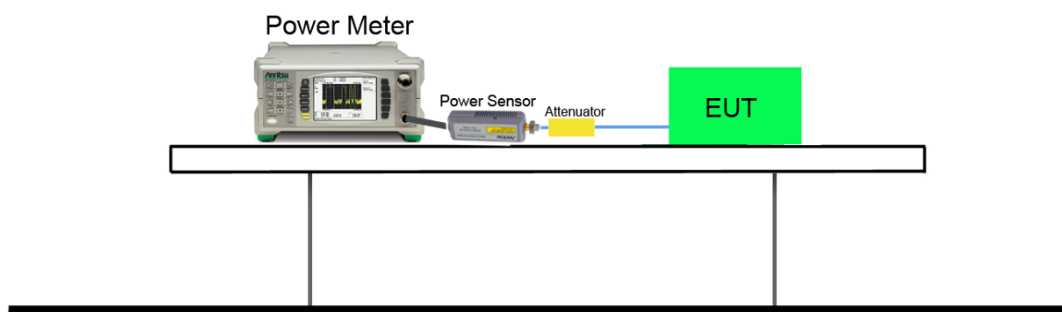 Power Meter
Anritsu
Power Sensor
Attenuator
EUT